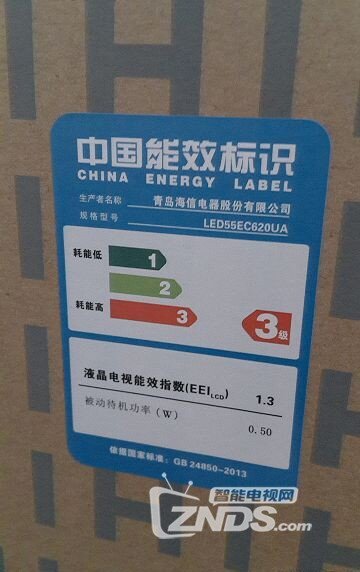 中国能效标识
CHINA ENERGY LABEL
生产者名称 青岛海信电器股份有限公司
规格型号 LED55EC620UA
耗能低 1
2
耗能高 3
3级
液晶电视能效指数(EEILCD) 1.3
被动待机功率(W) 0.50
依据国家标准：GB 24850-2013
智能电视网
ZNDS.com